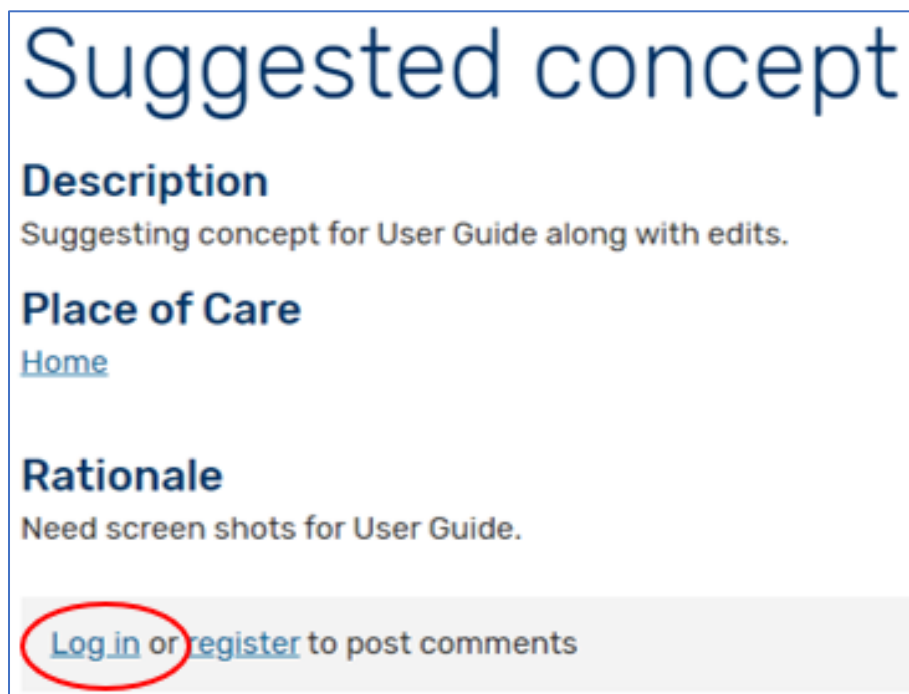 Suggested concept
Description
Suggesting concept for User Guide along with edits.
Place of Care
Home
Rationale
Need screen shots for User Guide.
Log in or register to post comments